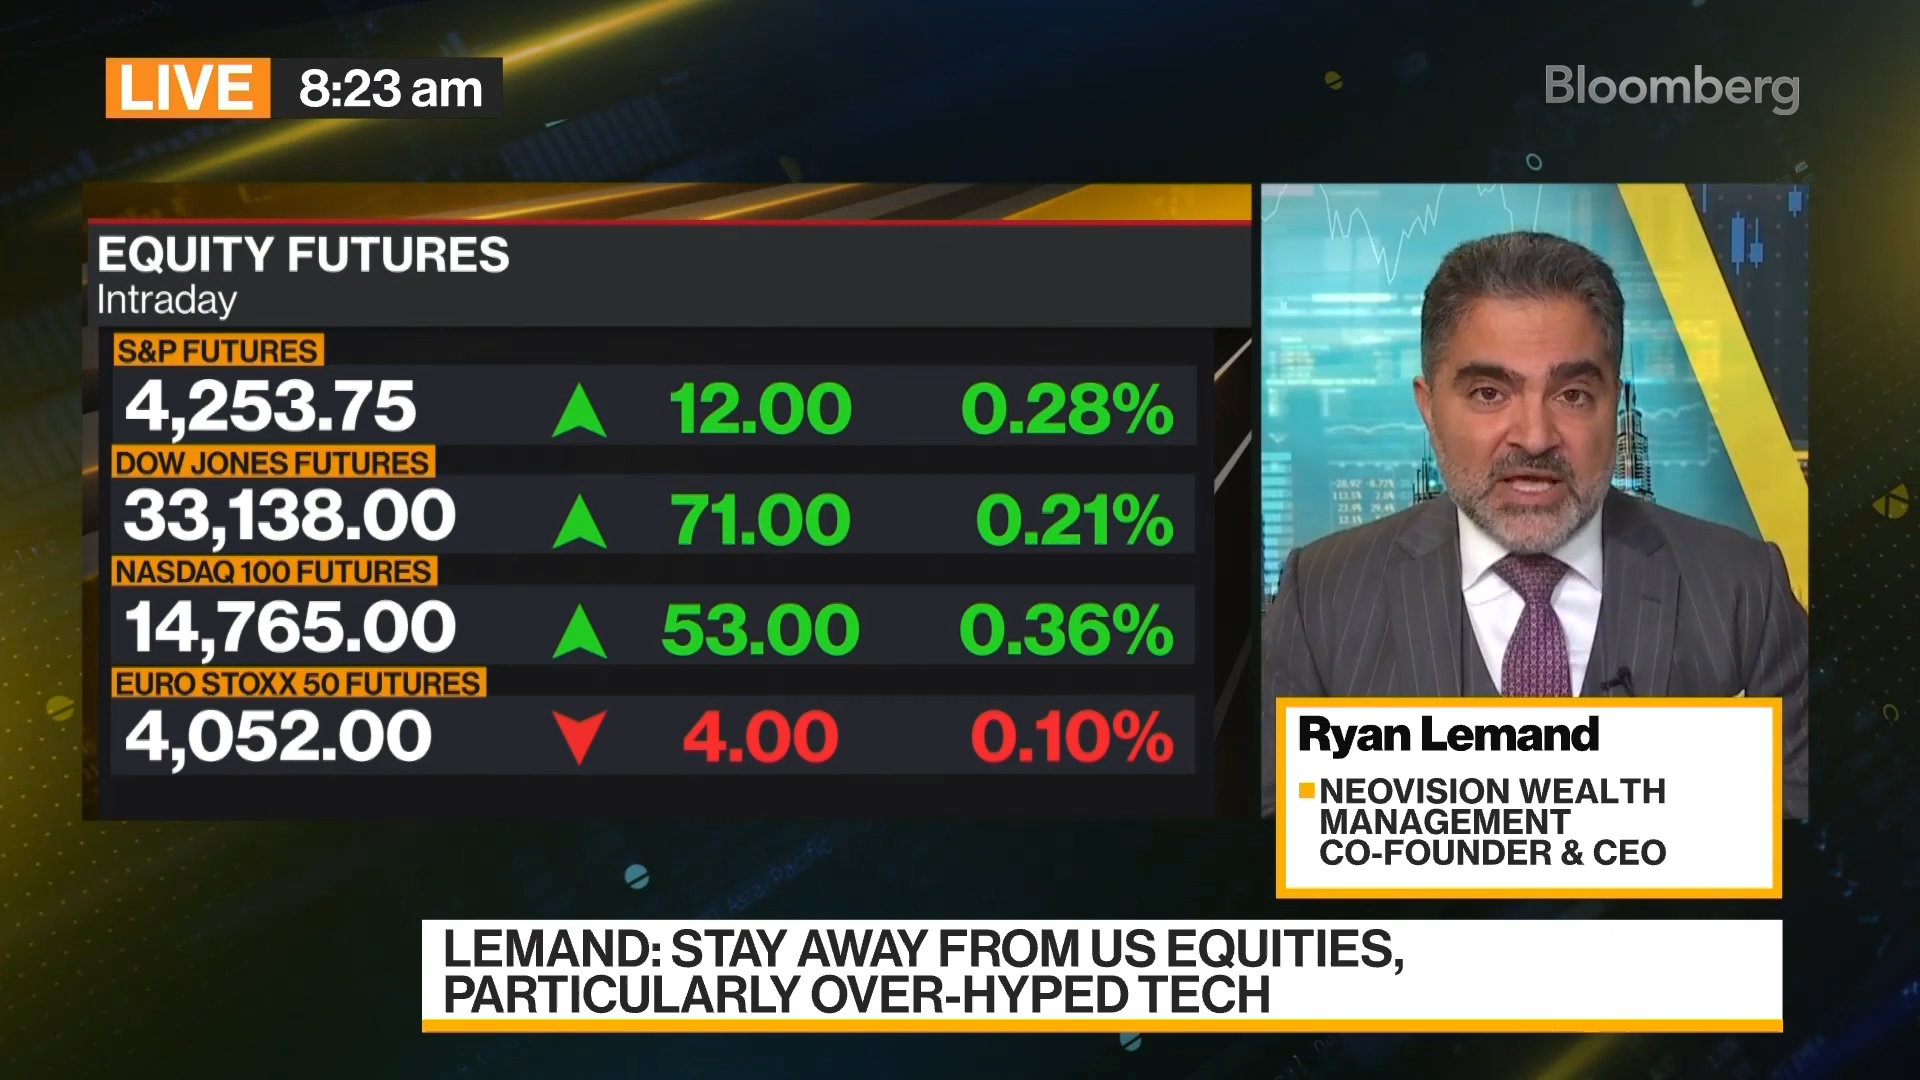 LIVE 8:23 am
Bloomberg
EQUITY FUTURES
Intraday
S&P FUTURES
4,253.75 12.00 0.28%
DOW JONES FUTURES
33,138.00 71.00 0.21%
NASDAQ 100 FUTURES
14,765.00 53.00 0.36%
EURO STOXX 50 FUTURES
4,052.00 4.00 0.10%
Ryan Lemand
NEOVISION WEALTH
MANAGEMENT
CO-FOUNDER & CEO
LEMAND: STAY AWAY FROM US EQUITIES,
PARTICULARLY OVER-HYPED TECH